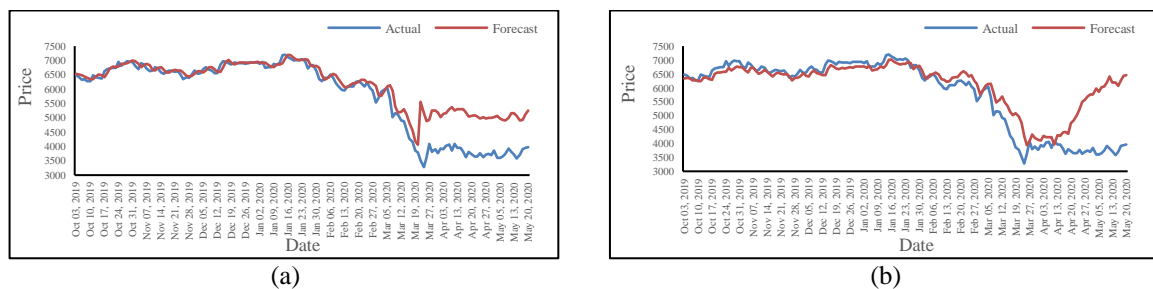 Actual Forecast
7500
7000
6500
6000
5500
5000
4500
4000
3500
3000
Price
Oct 03, 2019
Oct 10, 2019
Oct 17, 2019
Oct 24, 2019
Oct 31, 2019
Nov 07, 2019
Nov 14, 2019
Nov 21, 2019
Nov 28, 2019
Dec 05, 2019
Dec 12, 2019
Dec 19, 2019
Dec 26, 2019
Jan 02, 2020
Jan 09, 2020
Jan 16, 2020
Jan 23, 2020
Jan 30, 2020
Feb 06, 2020
Feb 13, 2020
Feb 20, 2020
Feb 27, 2020
Mar 05, 2020
Mar 12, 2020
Mar 19, 2020
Mar 27, 2020
Apr 03, 2020
Apr 13, 2020
Apr 20, 2020
Apr 27, 2020
May 05, 2020
May 13, 2020
May 20, 2020
Date
(a)
Actual Forecast
7500
7000
6500
6000
5500
5000
4500
4000
3500
3000
Price
Oct 03, 2019
Oct 10, 2019
Oct 17, 2019
Oct 24, 2019
Oct 31, 2019
Nov 07, 2019
Nov 14, 2019
Nov 21, 2019
Nov 28, 2019
Dec 05, 2019
Dec 12, 2019
Dec 19, 2019
Dec 26, 2019
Jan 02, 2020
Jan 09, 2020
Jan 16, 2020
Jan 23, 2020
Jan 30, 2020
Feb 06, 2020
Feb 13, 2020
Feb 20, 2020
Feb 27, 2020
Mar 05, 2020
Mar 12, 2020
Mar 19, 2020
Mar 27, 2020
Apr 03, 2020
Apr 13, 2020
Apr 20, 2020
Apr 27, 2020
May 05, 2020
May 13, 2020
May 20, 2020
Date
(b)